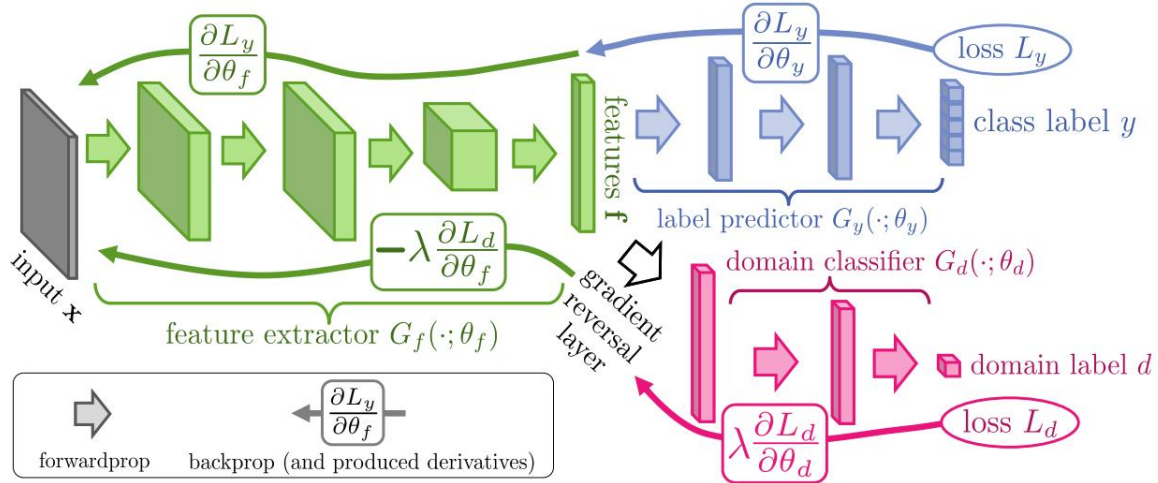 ∂L_y/∂θ_f
∂L_y/∂θ_y
loss L_y
class label y
features f
input x
label predictor G_y(·;θ_y)
−λ ∂L_d/∂θ_f
feature extractor G_f(·;θ_f)
gradient
reversal
layer
domain classifier G_d(·;θ_d)
domain label d
loss L_d
λ ∂L_d/∂θ_d
∂L_y/∂θ_f
forwardprop
backprop (and produced derivatives)